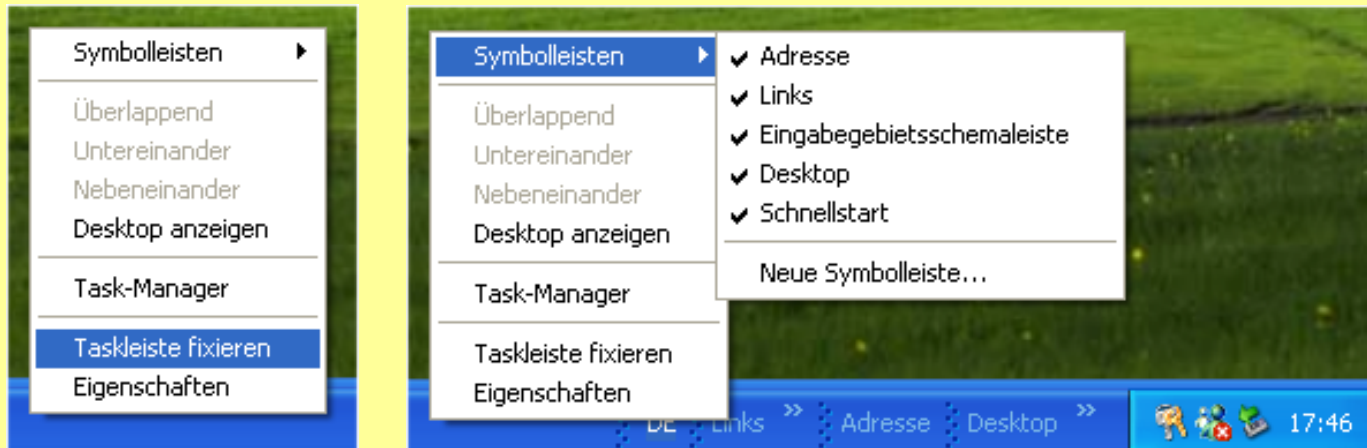 Symbolleisten
Überlappend
Untereinander
Nebeneinander
Desktop anzeigen
Task-Manager
Taskleiste fixieren
Eigenschaften
Symbolleisten
Überlappend
Untereinander
Nebeneinander
Desktop anzeigen
Task-Manager
Taskleiste fixieren
Eigenschaften
Adresse
Links
Eingabegebietsschemaleiste
Desktop
Schnellstart
Neue Symbolleiste...
DE Links » Adresse Desktop » 17:46